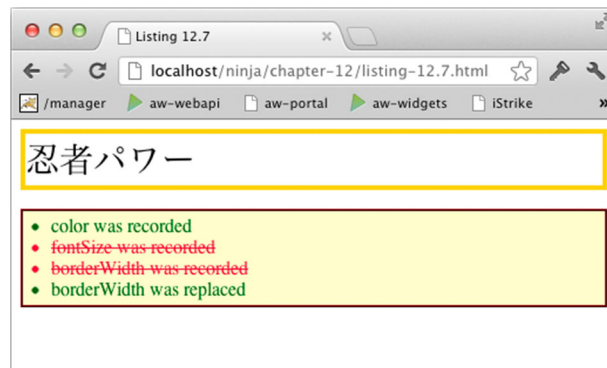 Listing 12.7
localhost/ninja/chapter-12/listing-12.7.html
/manager aw-webapi aw-portal aw-widgets iStrike »
忍者パワー
• color was recorded
• fontSize was recorded
• borderWidth was recorded
• borderWidth was replaced